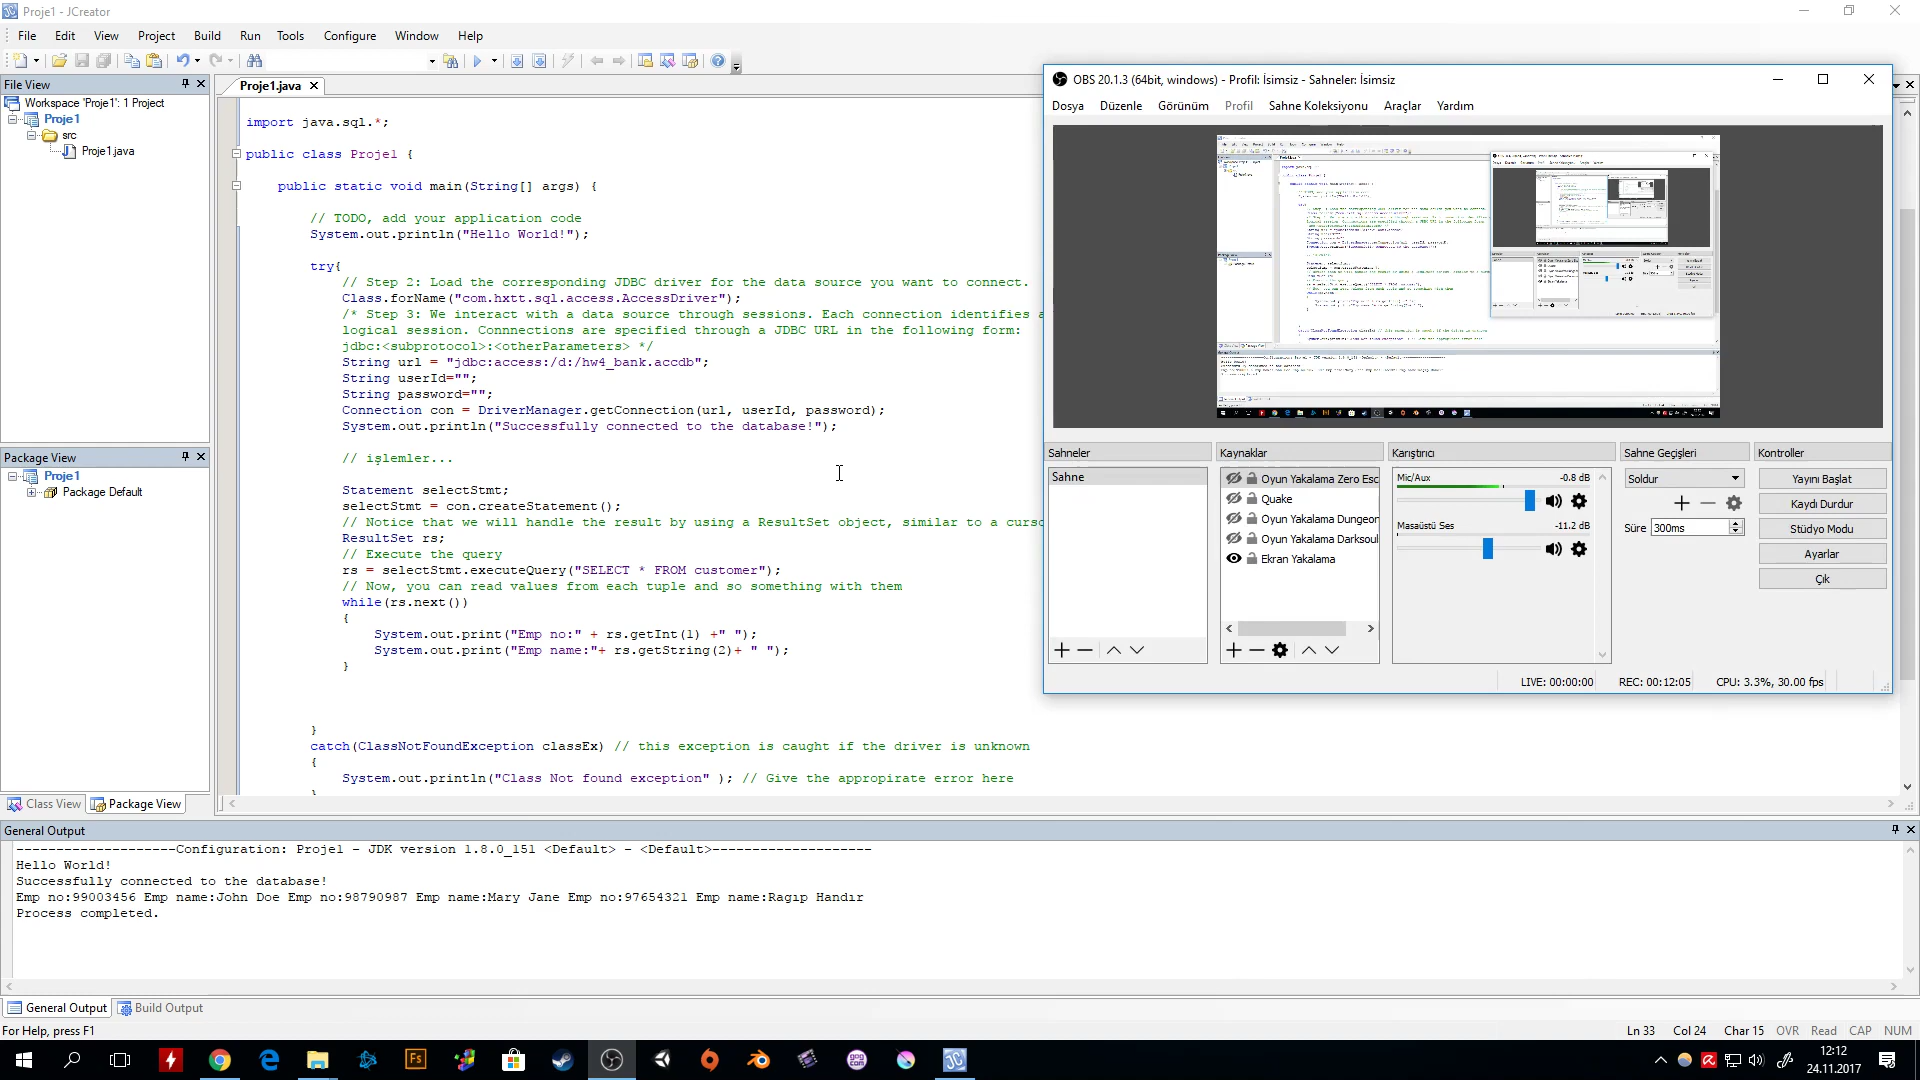 Proje1 - JCreator
File Edit View Project Build Run Tools Configure Window Help
File View
Workspace 'Proje1': 1 Project
Proje1
src
Proje1.java
Package View
Proje1
Package Default
Class View Package View
Proje1.java
import java.sql.*;
public class Proje1 {
public static void main(String[] args) {
// TODO, add your application code
System.out.println("Hello World!");
try{
// Step 2: Load the corresponding JDBC driver for the data source you want to connect.
Class.forName("com.hxtt.sql.access.AccessDriver");
/* Step 3: We interact with a data source through sessions. Each connection identifies a
logical session. Connnections are specified through a JDBC URL in the following form:
jdbc:<subprotocol>:<otherParameters> */
String url = "jdbc:access:/d:/hw4_bank.accdb";
String userId="";
String password="";
Connection con = DriverManager.getConnection(url, userId, password);
System.out.println("Successfully connected to the database!");
// işlemler...
Statement selectStmt;
selectStmt = con.createStatement();
// Notice that we will handle the result by using a ResultSet object, similar to a curso
ResultSet rs;
// Execute the query
rs = selectStmt.executeQuery("SELECT * FROM customer");
// Now, you can read values from each tuple and so something with them
while(rs.next())
{
System.out.print("Emp no:" + rs.getInt(1) +" ");
System.out.print("Emp name:"+ rs.getString(2)+ " ");
}
}
catch(ClassNotFoundException classEx) // this exception is caught if the driver is unknown
{
System.out.println("Class Not found exception" ); // Give the appropirate error here
}
OBS 20.1.3 (64bit, windows) - Profil: İsimsiz - Sahneler: İsimsiz
Dosya Düzenle Görünüm Profil Sahne Koleksiyonu Araçlar Yardım
Sahneler
Sahne
Kaynaklar
Oyun Yakalama Zero Esc
Quake
Oyun Yakalama Dungeon
Oyun Yakalama Darksoul
Ekran Yakalama
Karıştırıcı
Mic/Aux -0.8 dB
Masaüstü Ses -11.2 dB
Sahne Geçişleri
Soldur
Süre 300ms
Kontroller
Yayını Başlat
Kaydı Durdur
Stüdyo Modu
Ayarlar
Çık
LIVE: 00:00:00 REC: 00:12:05 CPU: 3.3%, 30.00 fps
General Output
--------------------Configuration: Proje1 - JDK version 1.8.0_151 <Default> - <Default>--------------------
Hello World!
Successfully connected to the database!
Emp no:99003456 Emp name:John Doe Emp no:98790987 Emp name:Mary Jane Emp no:97654321 Emp name:Ragıp Handır
Process completed.
General Output Build Output
For Help, press F1
Ln 33 Col 24 Char 15 OVR Read CAP NUM
12:12
24.11.2017